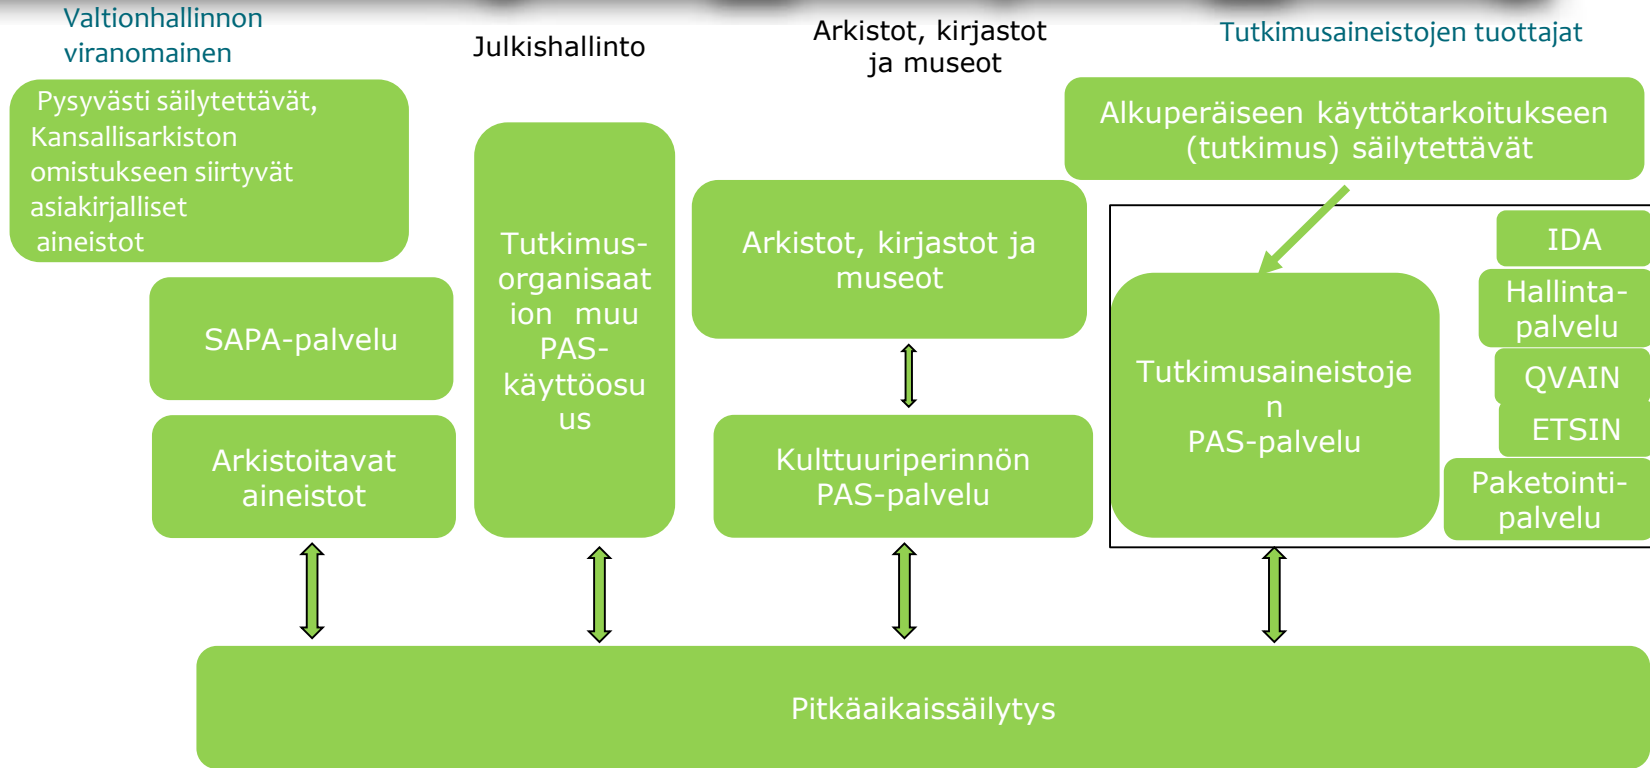 Valtionhallinnon
viranomainen
Julkishallinto
Arkistot, kirjastot
ja museot
Tutkimusaineistojen tuottajat
Pysyvästi säilytettävät,
Kansallisarkiston
omistukseen siirtyvät
asiakirjalliset
aineistot
SAPA-palvelu
Arkistoitavat
aineistot
Tutkimus-
organisaat
ion muu
PAS-
käyttöosu
us
Arkistot, kirjastot ja
museot
Kulttuuriperinnön
PAS-palvelu
Alkuperäiseen käyttötarkoitukseen
(tutkimus) säilytettävät
Tutkimusaineistoje
n
PAS-palvelu
IDA
Hallinta-
palvelu
QVAIN
ETSIN
Paketointi-
palvelu
Pitkäaikaissäilytys